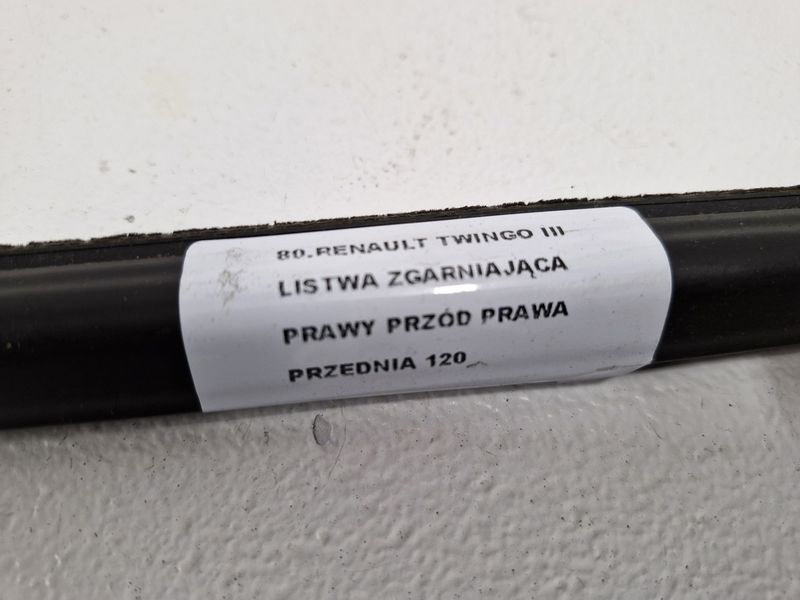 80.RENAULT TWINGO III
LISTWA ZGARNIAJĄCA
PRAWY PRZÓD PRAWA
PRZEDNIA 120